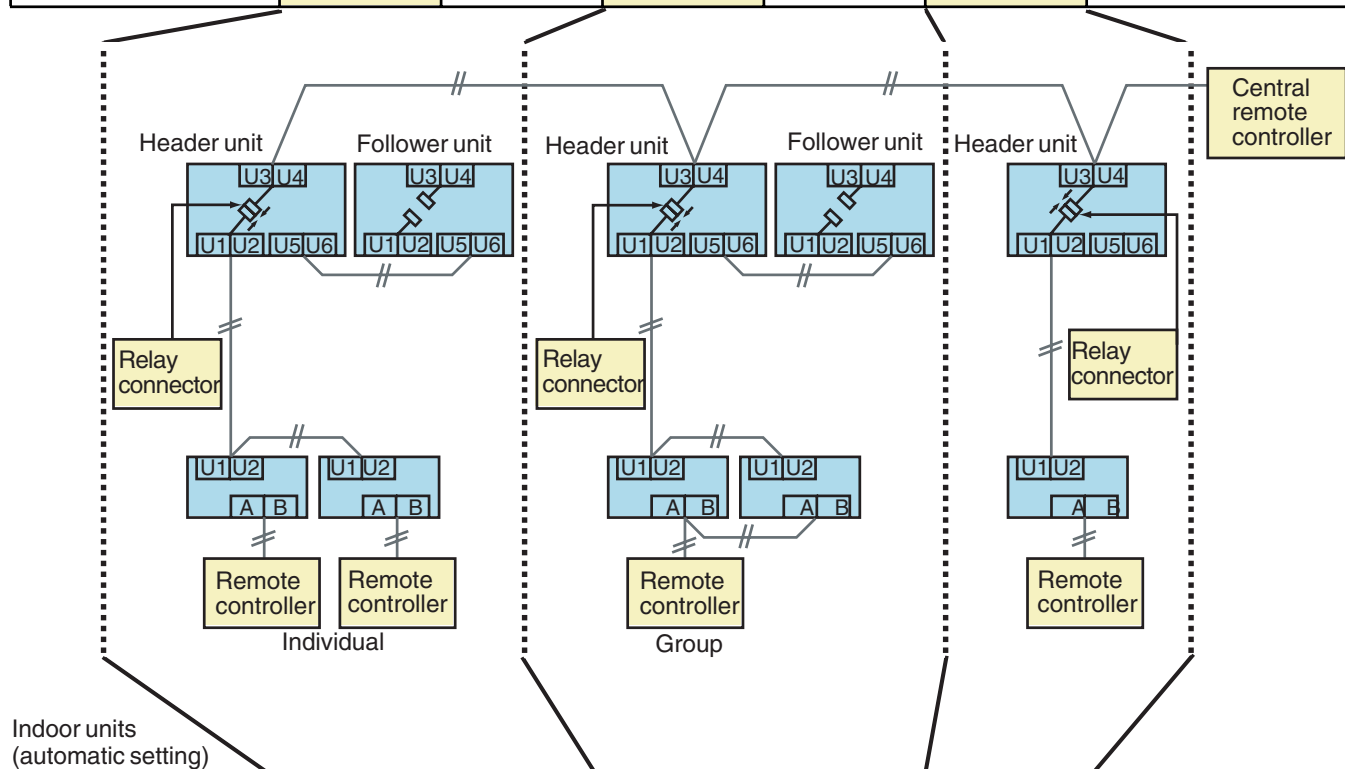 Central
remote
controller
Header unit
Follower unit
Header unit
Follower unit
Header unit
U3 U4
U3 U4
U3 U4
U3 U4
U3 U4
U1 U2 U5 U6
U1 U2 U5 U6
U1 U2 U5 U6
U1 U2 U5 U6
U1 U2 U5 U6
Relay
connector
Relay
connector
Relay
connector
U1 U2
U1 U2
U1 U2
U1 U2
U1 U2
A B
A B
A B
A B
A B
Remote
controller
Remote
controller
Remote
controller
Remote
controller
Individual
Group
Indoor units
(automatic setting)